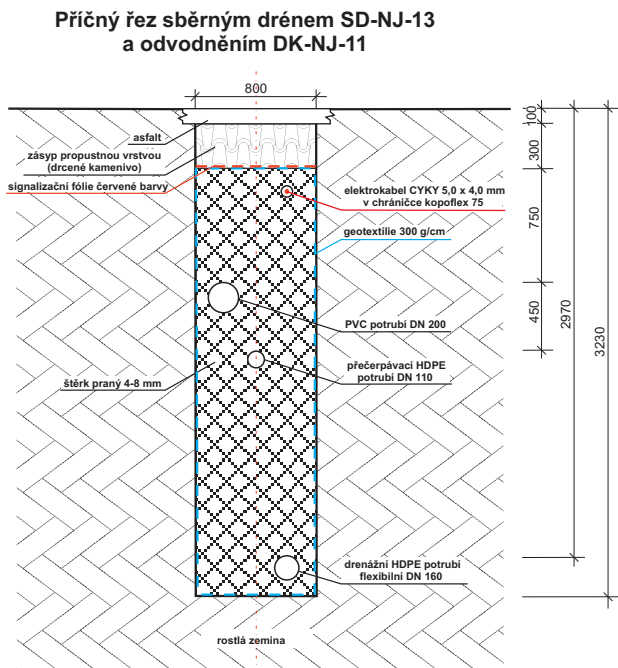 Příčný řez sběrným drénem SD-NJ-13
a odvodněním DK-NJ-11
800
100
asfalt
zásyp propustnou vrstvou
(drcené kamenivo)
300
signalizační fólie červené barvy
elektrokabel CYKY 5,0 x 4,0 mm
v chráničce kopoflex 75
750
geotextílie 300 g/cm
450
2970
3230
PVC potrubí DN 200
přečerpávací HDPE
potrubí DN 110
štěrk praný 4-8 mm
drenážní HDPE potrubí
flexibilní DN 160
rostlá zemina